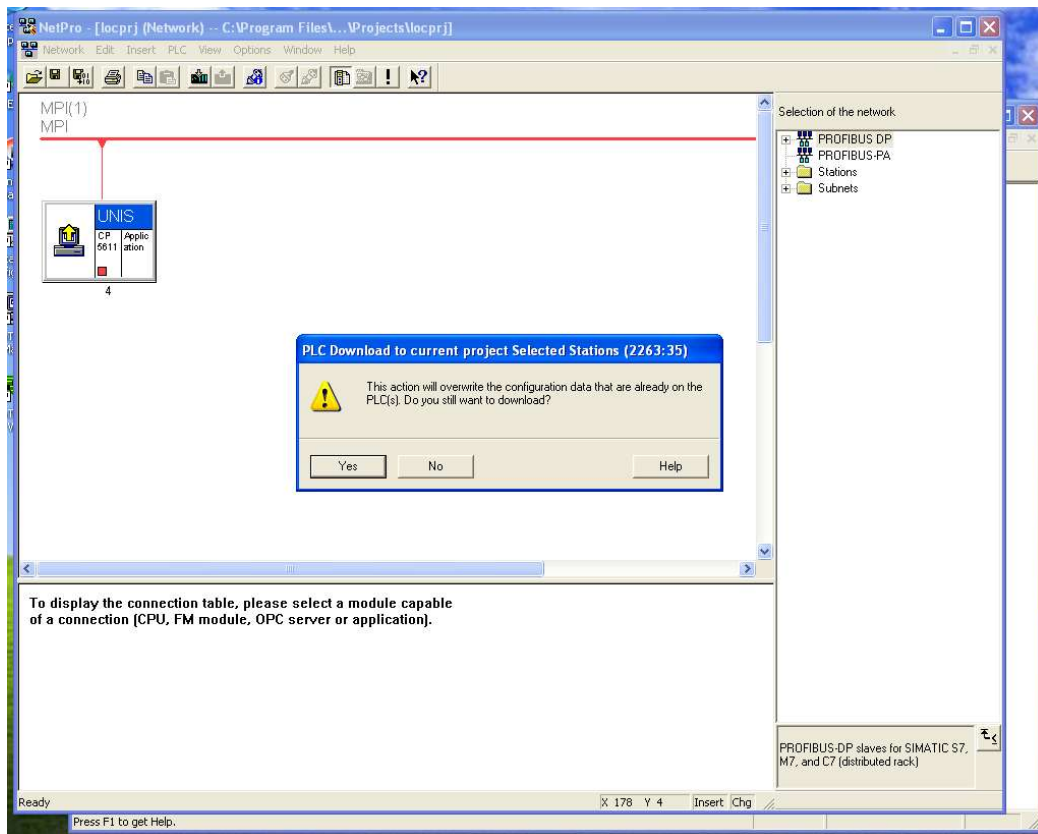 NetPro - [locprj (Network) -- C:\Program Files\...\Projects\locprj]
Network Edit Insert PLC View Options Window Help
MPI(1)
MPI
UNIS
CP 5611
Application
4
Selection of the network
PROFIBUS DP
PROFIBUS-PA
Stations
Subnets
PLC Download to current project Selected Stations (2263:35)
This action will overwrite the configuration data that are already on the
PLC(s). Do you still want to download?
Yes No Help
To display the connection table, please select a module capable
of a connection (CPU, FM module, OPC server or application).
PROFIBUS-DP slaves for SIMATIC S7,
M7, and C7 (distributed rack)
Ready X 178 Y 4 Insert Chg
Press F1 to get Help.